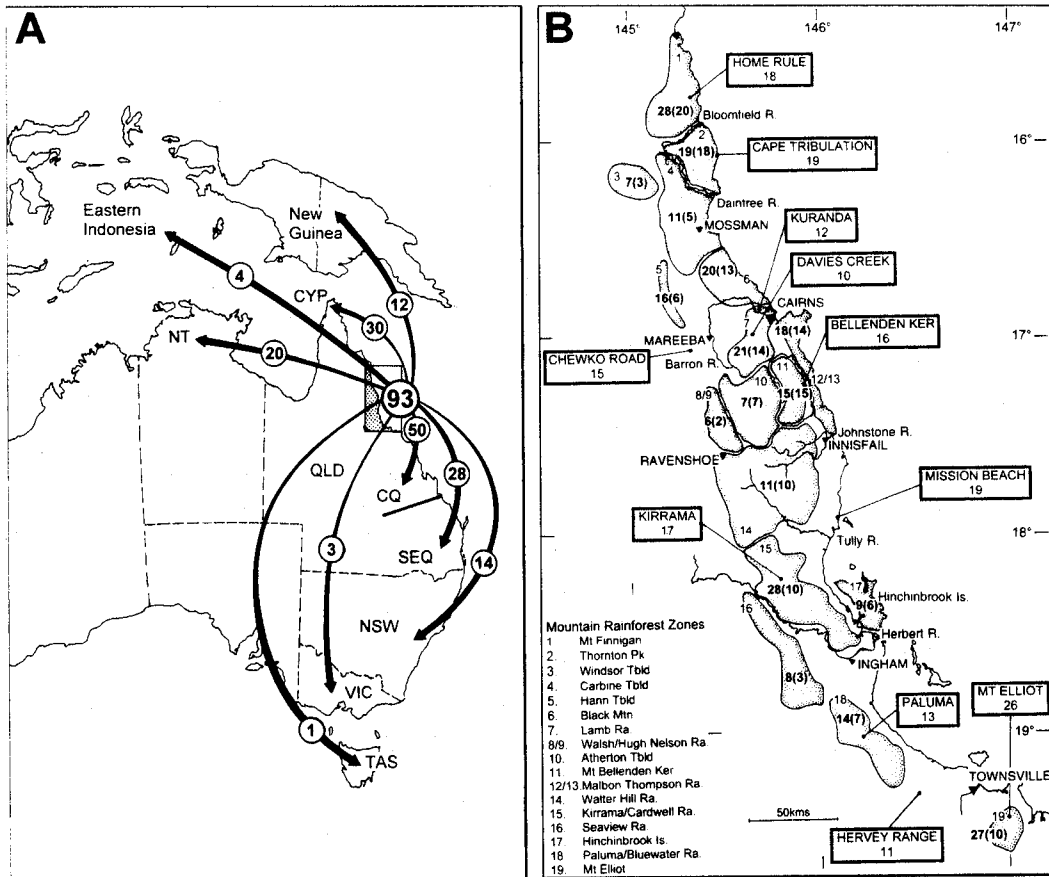 A
Eastern
Indonesia
New
Guinea
4
12
CYP
30
NT
20
93
50
QLD
28
CQ
3
SEQ
14
NSW
VIC
1
TAS
B
145°
146°
147°
1
HOME RULE
18
28(20)
Bloomfield R.
2
16°
19(18)
CAPE TRIBULATION
19
3
7(3)
4
Daintree R.
11(5)
MOSSMAN
KURANDA
12
DAVIES CREEK
10
20(13)
5
6
16(6)
CAIRNS
7
18(14)
BELLENDEN KER
16
17°
MAREEBA
CHEWKO ROAD
15
Barron R.
21(14)
11
10
12/13
8/9
15(15)
7(7)
6(2)
Johnstone R.
INNISFAIL
RAVENSHOE
11(10)
MISSION BEACH
19
KIRRAMA
17
14
Tully R.
18°
15
28(10)
17
Hinchinbrook Is.
9(6)
16
Herbert R.
INGHAM
8(3)
MT ELLIOT
26
PALUMA
13
18
14(7)
19°
TOWNSVILLE
50kms
19
27(10)
HERVEY RANGE
11
Mountain Rainforest Zones
1 Mt Finnigan
2. Thornton Pk
3. Windsor Tbld
4. Carbine Tbld
5. Hann Tbld
6. Black Mtn
7. Lamb Ra.
8/9. Walsh/Hugh Nelson Ra.
10. Atherton Tbld
11. Mt Bellenden Ker
12/13. Malbon Thompson Ra.
14. Walter Hill Ra.
15. Kirrama/Cardwell Ra.
16. Seaview Ra.
17. Hinchinbrook Is.
18 Paluma/Bluewater Ra.
19. Mt Elliot